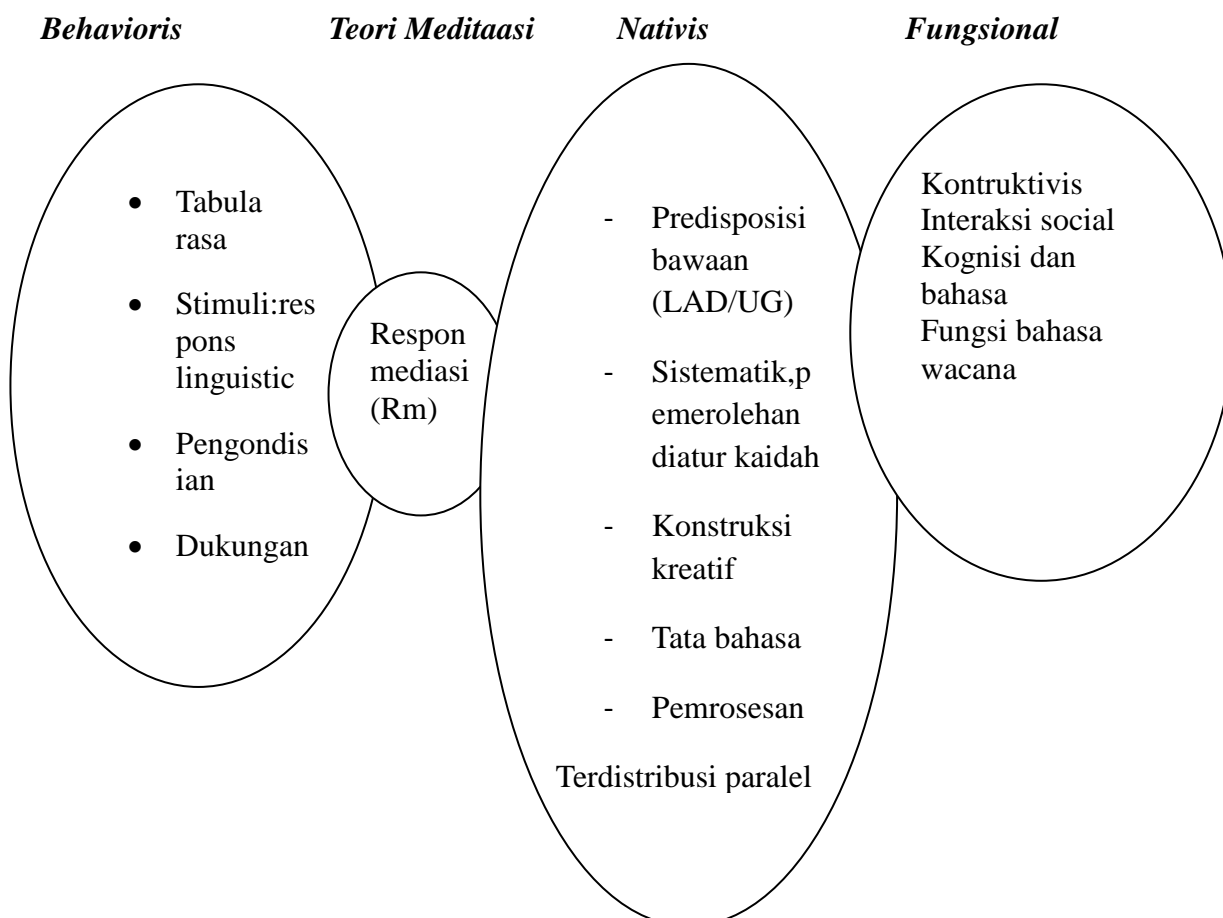 Behavioris Teori Meditaasi Nativis Fungsional
Tabula
rasa
Stimuli:res
pons
linguistic
Pengondis
ian
Dukungan
Respon
mediasi
(Rm)
- Predisposisi
bawaan
(LAD/UG)
- Sistematik,p
emerolehan
diatur kaidah
- Konstruksi
kreatif
- Tata bahasa
- Pemrosesan
Terdistribusi paralel
Kontruktivis
Interaksi social
Kognisi dan
bahasa
Fungsi bahasa
wacana